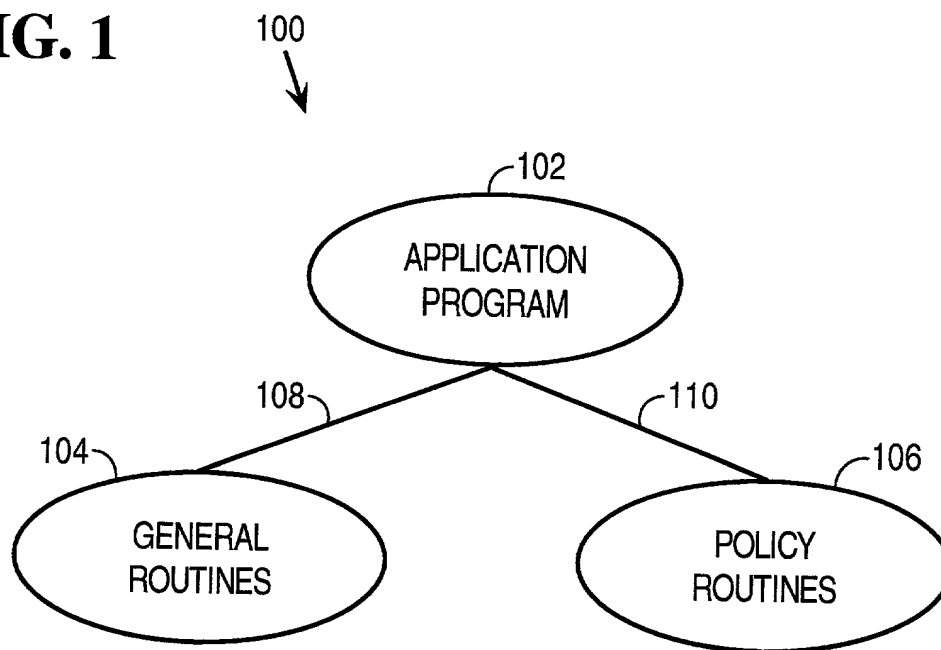 IG. 1
100
102
APPLICATION
PROGRAM
108
110
104
106
GENERAL
ROUTINES
POLICY
ROUTINES